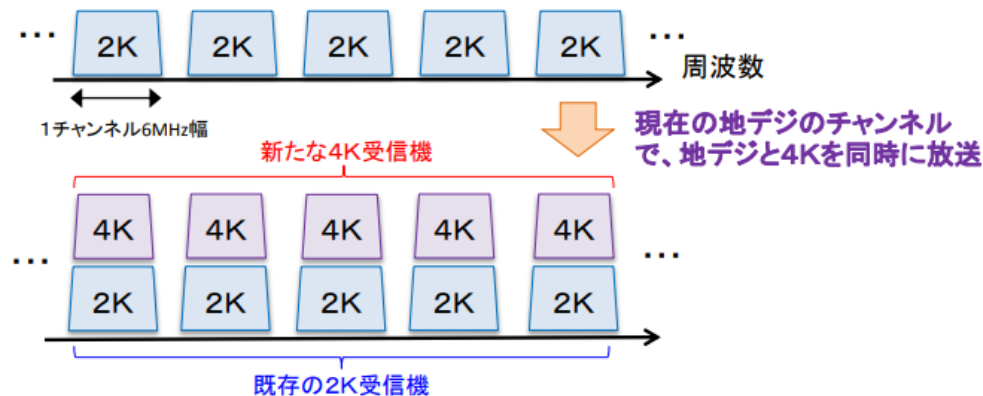 … 2K 2K 2K 2K 2K …
周波数
1チャンネル6MHz幅
現在の地デジのチャンネル
で、地デジと4Kを同時に放送
新たな4K受信機
4K 4K 4K 4K 4K
… 2K 2K 2K 2K 2K …
既存の2K受信機